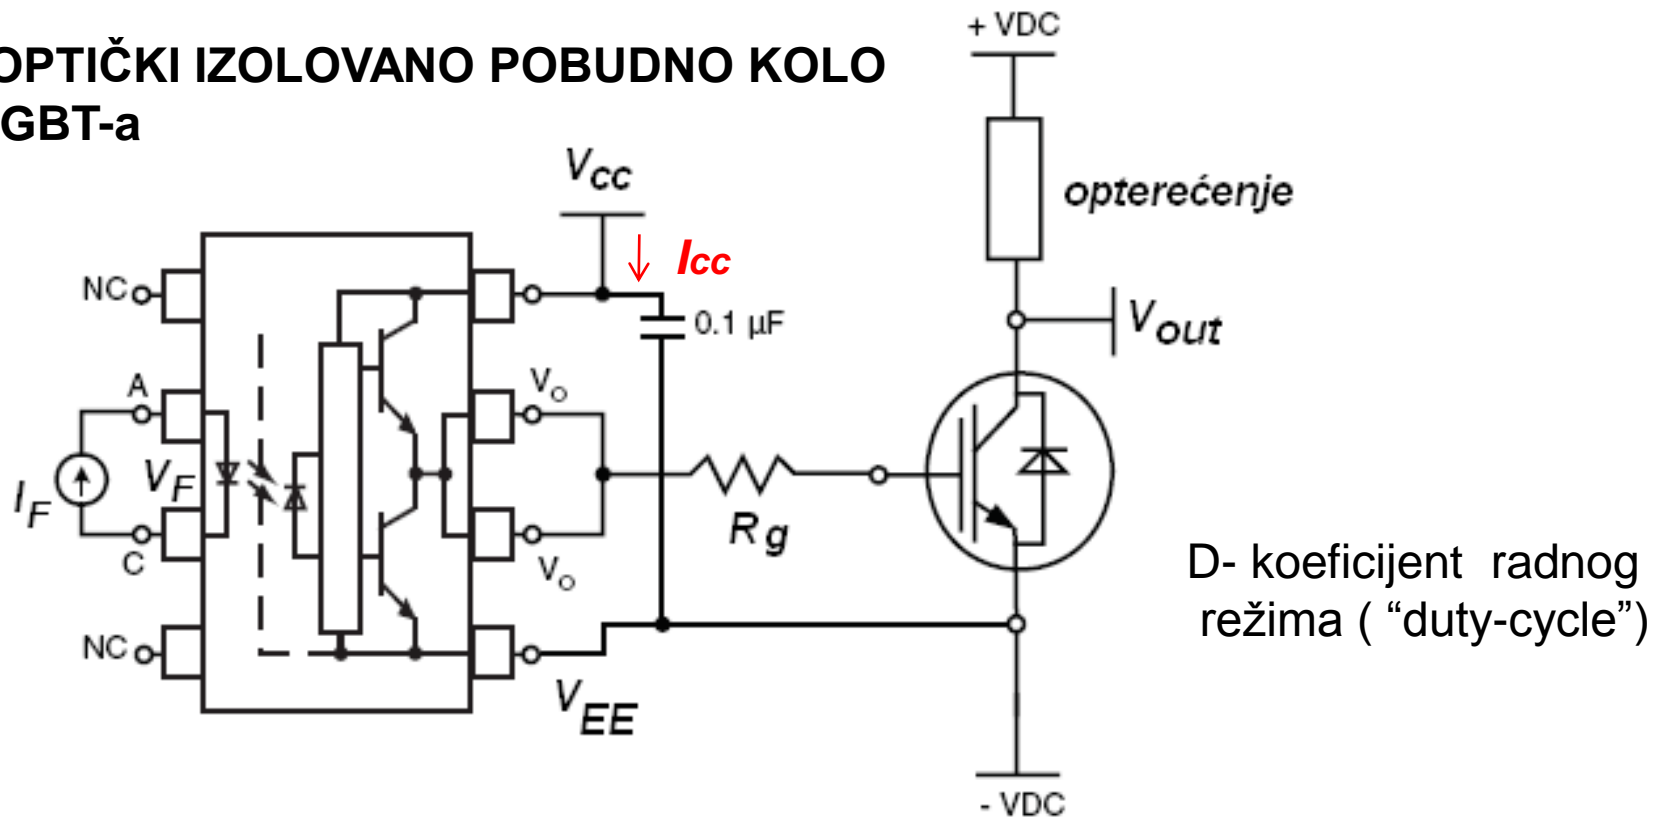 OPTIČKI IZOLOVANO POBUDNO KOLO
GBT-a
+ VDC
opterećenje
Vout
Vcc
Icc
0.1 µF
NC
A
VF
IF
C
NC
VO
VO
Rg
VEE
- VDC
D- koeficijent radnog
režima ( “duty-cycle”)